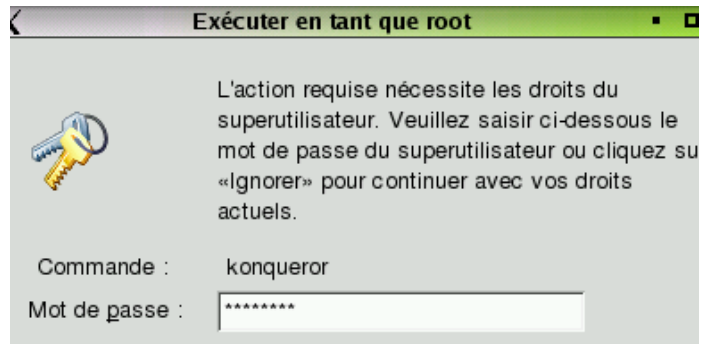 Exécuter en tant que root
L'action requise nécessite les droits du
superutilisateur. Veuillez saisir ci-dessous le
mot de passe du superutilisateur ou cliquez su
«Ignorer» pour continuer avec vos droits
actuels.
Commande : konqueror
Mot de passe : ********